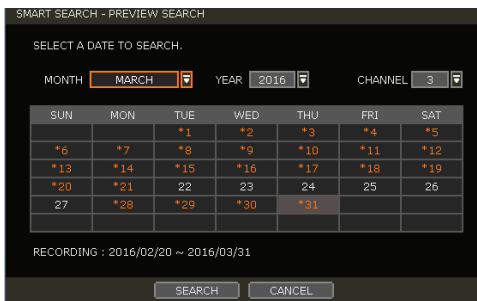 SMART SEARCH - PREVIEW SEARCH
SELECT A DATE TO SEARCH.
MONTH MARCH YEAR 2016 CHANNEL 3
SUN MON TUE WED THU FRI SAT
*1 *2 *3 *4 *5
*6 *7 *8 *9 *10 *11 *12
*13 *14 *15 *16 *17 *18 *19
*20 *21 22 23 24 25 26
27 *28 *29 *30 *31
RECORDING : 2016/02/20 ~ 2016/03/31
SEARCH CANCEL